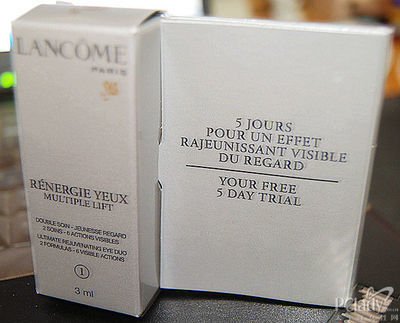 LANCÔME
PARIS
RÉNERGIE YEUX
MULTIPLE LIFT
DOUBLE SOIN - JEUNESSE REGARD
2 SOINS - 6 ACTIONS VISIBLES
ULTIMATE REJUVENATING EYE DUO
2 FORMULAS - 6 VISIBLE ACTIONS
1
3 ml
5 JOURS
POUR UN EFFET
RAJEUNISSANT VISIBLE
DU REGARD
YOUR FREE
5 DAY TRIAL
PClady